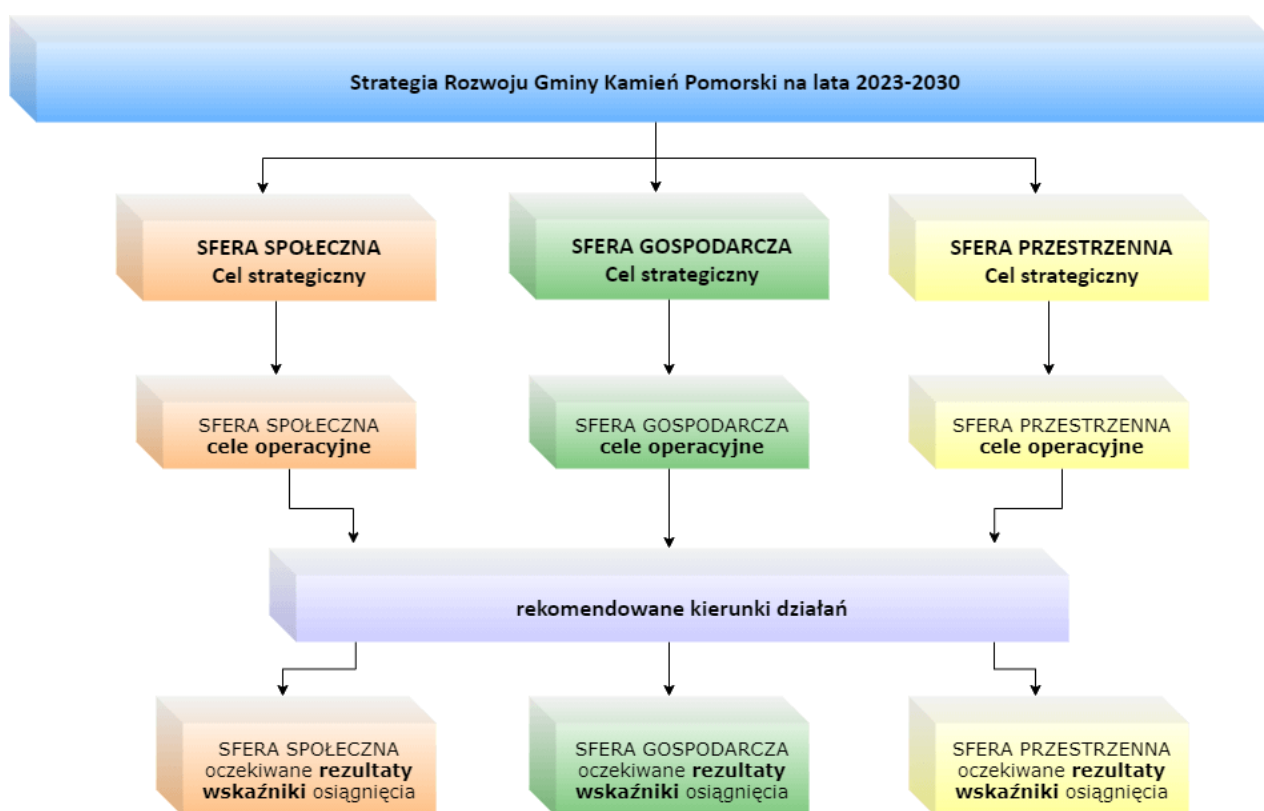 Strategia Rozwoju Gminy Kamień Pomorski na lata 2023-2030
SFERA SPOŁECZNA
Cel strategiczny
SFERA GOSPODARCZA
Cel strategiczny
SFERA PRZESTRZENNA
Cel strategiczny
SFERA SPOŁECZNA
cele operacyjne
SFERA GOSPODARCZA
cele operacyjne
SFERA PRZESTRZENNA
cele operacyjne
rekomendowane kierunki działań
SFERA SPOŁECZNA
oczekiwane rezultaty
wskaźniki osiągnięcia
SFERA GOSPODARCZA
oczekiwane rezultaty
wskaźniki osiągnięcia
SFERA PRZESTRZENNA
oczekiwane rezultaty
wskaźniki osiągnięcia